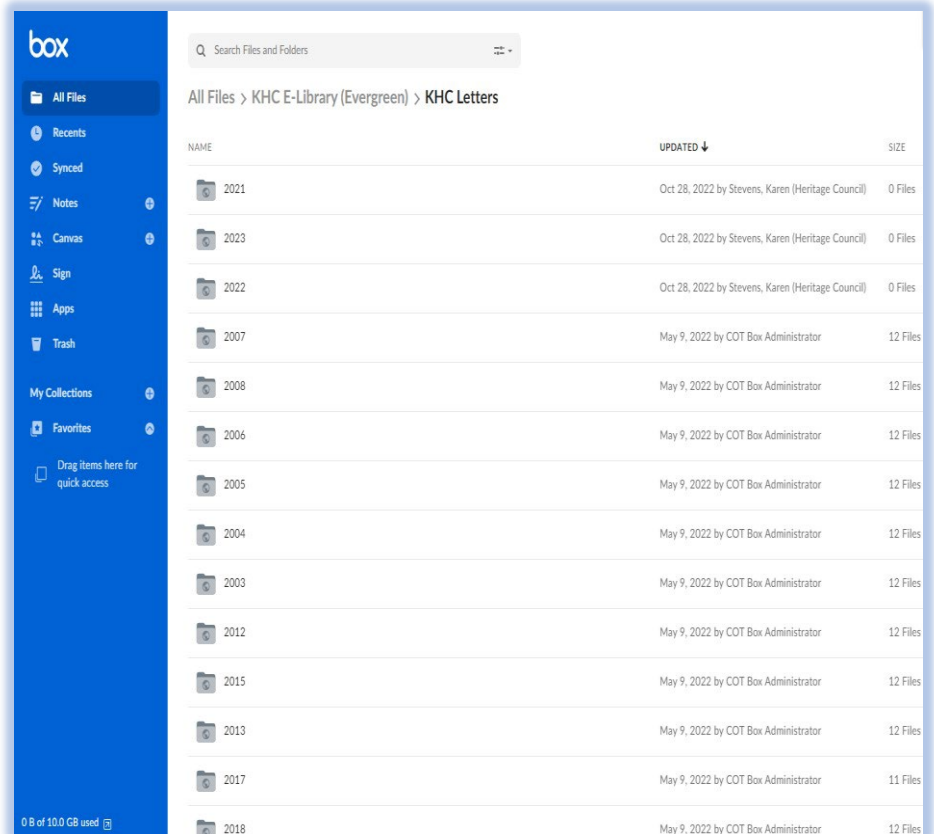 box
All Files
Recents
Synced
Notes
Canvas
Sign
Apps
Trash
My Collections
Favorites
Drag items here for
quick access
0 B of 10.0 GB used
Search Files and Folders
All Files > KHC E-Library (Evergreen) > KHC Letters
NAME UPDATED SIZE
2021 Oct 28, 2022 by Stevens, Karen (Heritage Council) 0 Files
2023 Oct 28, 2022 by Stevens, Karen (Heritage Council) 0 Files
2022 Oct 28, 2022 by Stevens, Karen (Heritage Council) 0 Files
2007 May 9, 2022 by COT Box Administrator 12 Files
2008 May 9, 2022 by COT Box Administrator 12 Files
2006 May 9, 2022 by COT Box Administrator 12 Files
2005 May 9, 2022 by COT Box Administrator 12 Files
2004 May 9, 2022 by COT Box Administrator 12 Files
2003 May 9, 2022 by COT Box Administrator 12 Files
2012 May 9, 2022 by COT Box Administrator 12 Files
2015 May 9, 2022 by COT Box Administrator 12 Files
2013 May 9, 2022 by COT Box Administrator 12 Files
2017 May 9, 2022 by COT Box Administrator 11 Files
2018 May 9, 2022 by COT Box Administrator 12 Files